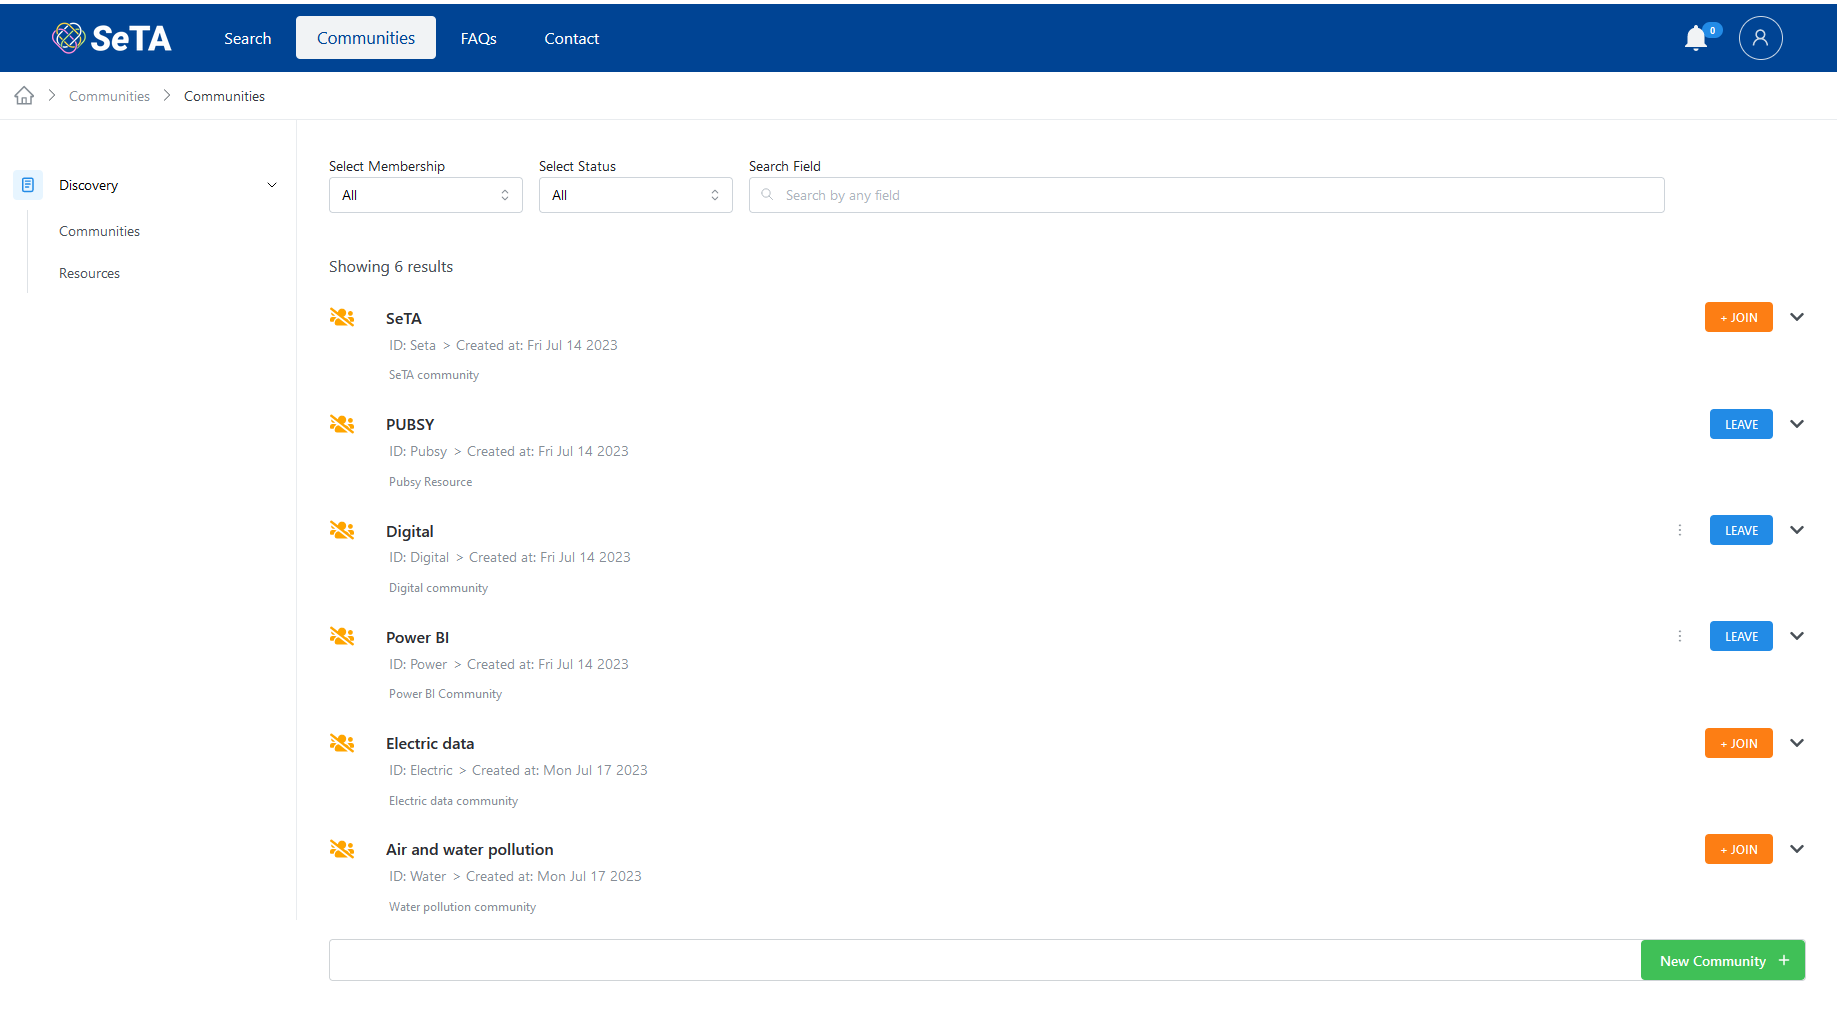 SeTA
Search
Communities
FAQs
Contact
0
Communities
Communities
Discovery
Communities
Resources
Select Membership
Select Status
Search Field
All
All
Search by any field
Showing 6 results
SeTA
+ JOIN
ID: Seta > Created at: Fri Jul 14 2023
SeTA community
PUBSY
LEAVE
ID: Pubsy > Created at: Fri Jul 14 2023
Pubsy Resource
Digital
LEAVE
ID: Digital > Created at: Fri Jul 14 2023
Digital community
Power BI
LEAVE
ID: Power > Created at: Fri Jul 14 2023
Power BI Community
Electric data
+ JOIN
ID: Electric > Created at: Mon Jul 17 2023
Electric data community
Air and water pollution
+ JOIN
ID: Water > Created at: Mon Jul 17 2023
Water pollution community
New Community +